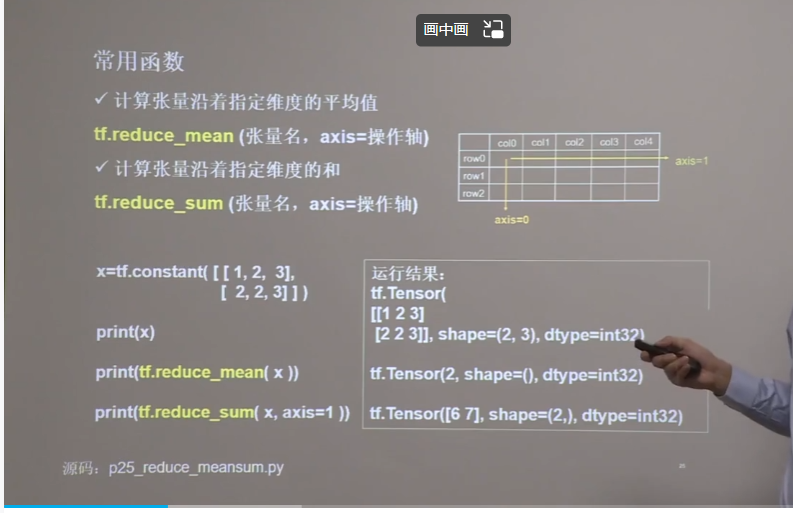 画中画
常用函数
✓ 计算张量沿着指定维度的平均值
tf.reduce_mean (张量名，axis=操作轴)
✓ 计算张量沿着指定维度的和
tf.reduce_sum (张量名，axis=操作轴)
col0 col1 col2 col3 col4
row0
axis=1
row1
row2
axis=0
x=tf.constant( [ [ 1, 2, 3],
[ 2, 2, 3] ] )
print(x)
print(tf.reduce_mean( x ))
print(tf.reduce_sum( x, axis=1 ))
运行结果：
tf.Tensor(
[[1 2 3]
[2 2 3]], shape=(2, 3), dtype=int32)
tf.Tensor(2, shape=(), dtype=int32)
tf.Tensor([6 7], shape=(2,), dtype=int32)
源码：p25_reduce_meansum.py